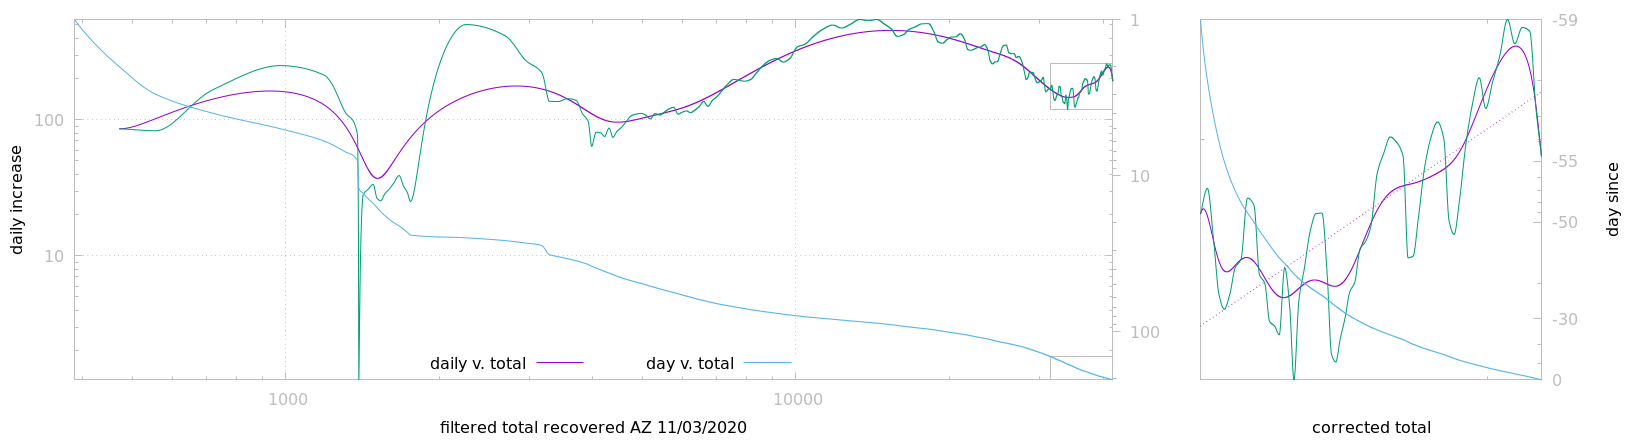 daily increase
100
10
1000
10000
1
10
100
daily v. total
day v. total
filtered total recovered AZ 11/03/2020
-59
-55
-50
-30
0
day since
corrected total